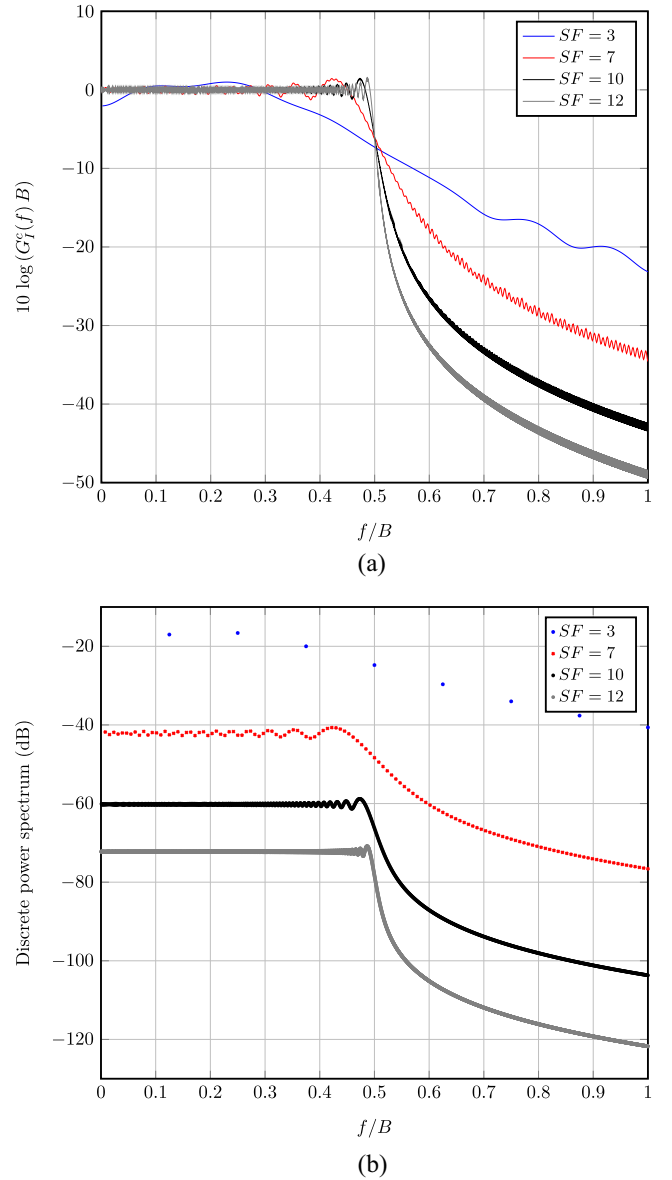 10
0
−10
−20
−30
−40
−50
0
0.1
0.2
0.3
0.4
0.5
0.6
0.7
0.8
0.9
1
10 log (G_I^c(f) B)
f/B
SF = 3
SF = 7
SF = 10
SF = 12
(a)
−20
−40
−60
−80
−100
−120
0
0.1
0.2
0.3
0.4
0.5
0.6
0.7
0.8
0.9
1
Discrete power spectrum (dB)
f/B
SF = 3
SF = 7
SF = 10
SF = 12
(b)